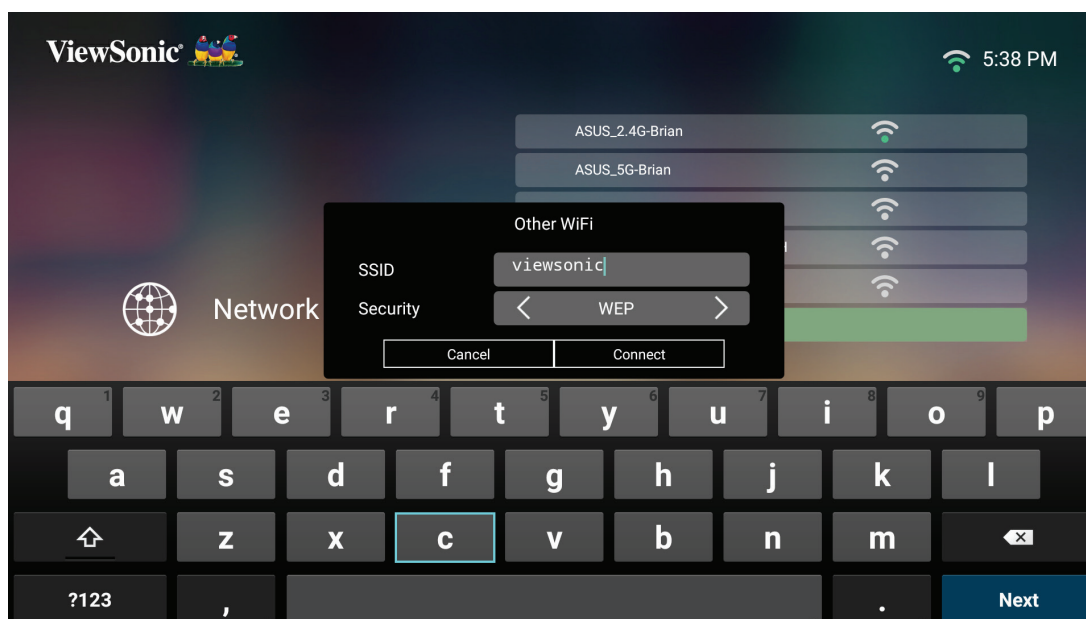 ViewSonic®
5:38 PM
ASUS_2.4G-Brian
ASUS_5G-Brian
Other WiFi
SSID viewsonic
Security WEP
Network
Cancel Connect
1 2 3 4 5 6 7 8 9
q w e r t y u i o p
a s d f g h j k l
z x c v b n m
?123 , . Next